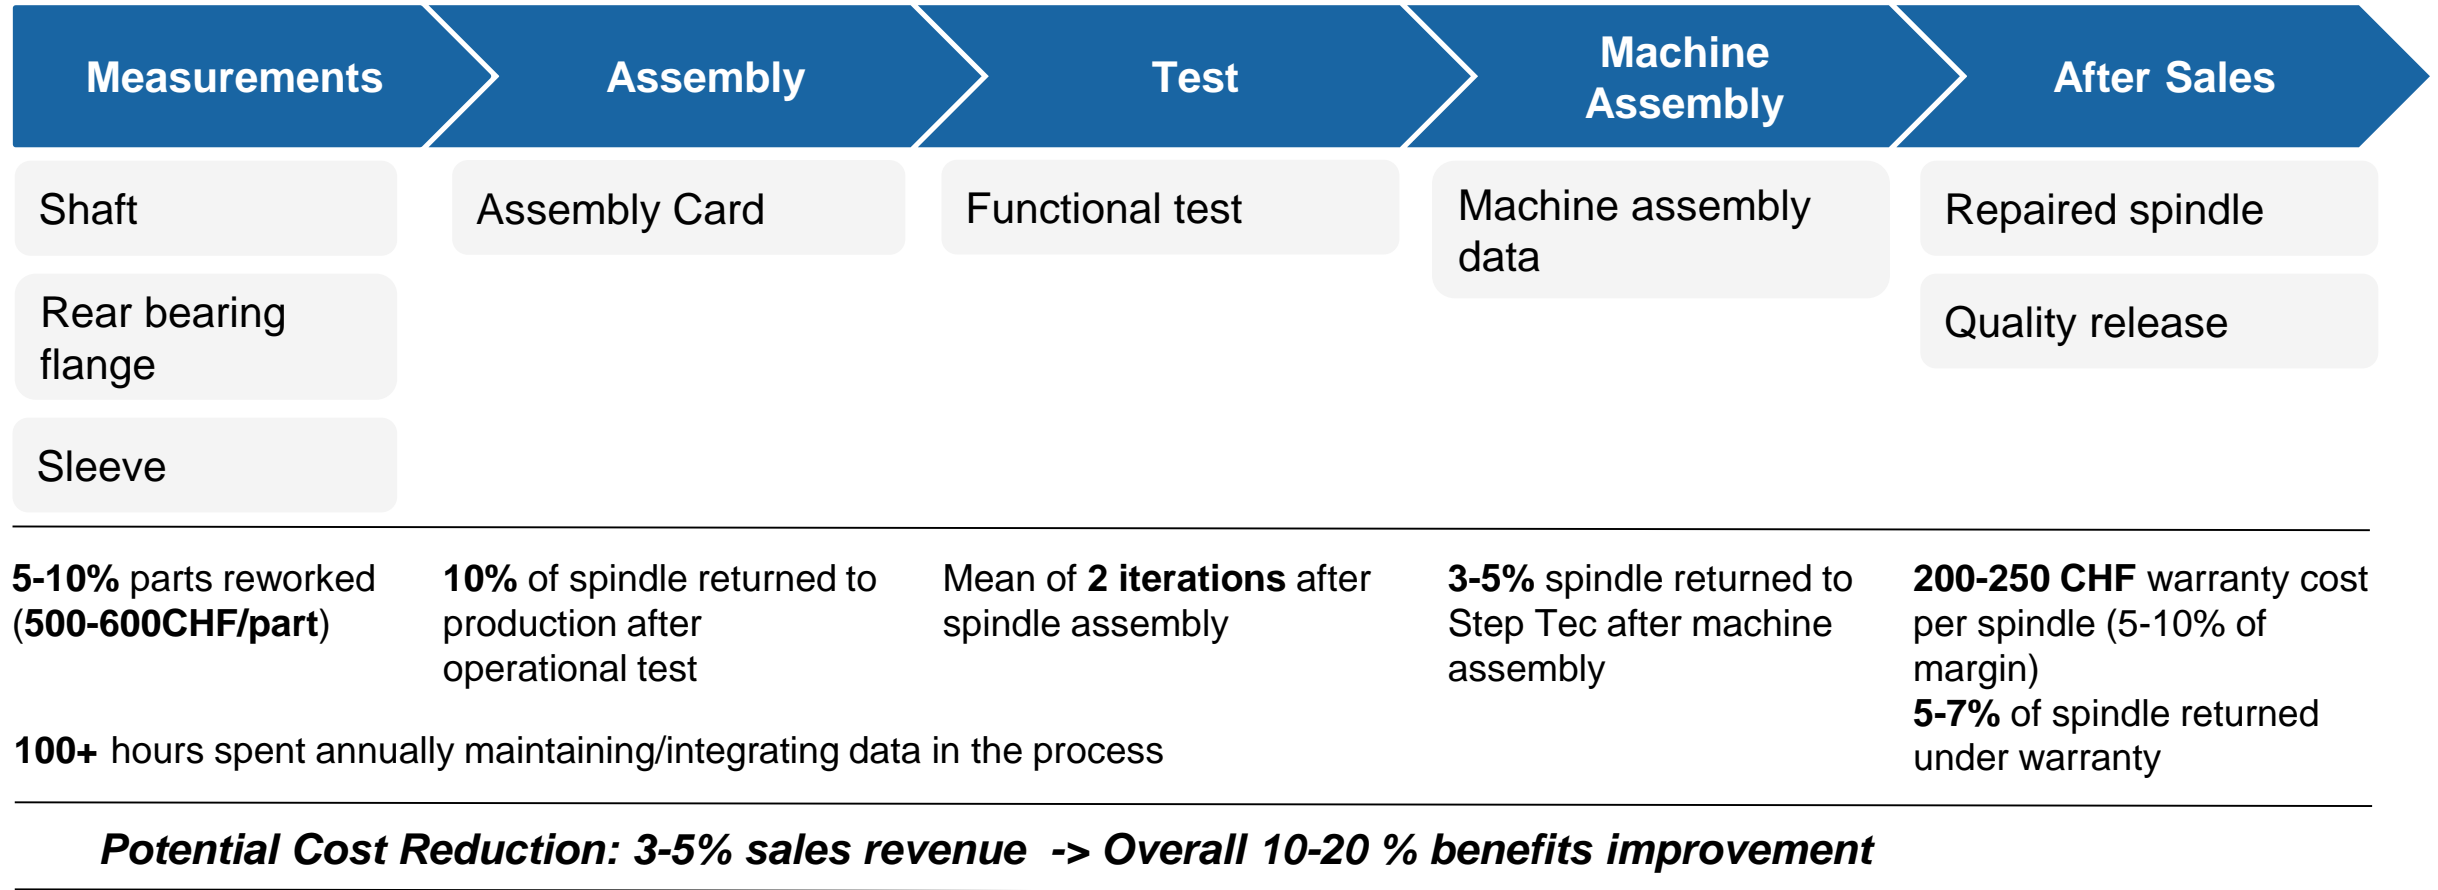 Measurements
Assembly
Test
Machine
Assembly
After Sales
Shaft
Rear bearing
flange
Sleeve
Assembly Card
Functional test
Machine assembly
data
Repaired spindle
Quality release
5-10% parts reworked
(500-600CHF/part)
10% of spindle returned to
production after
operational test
Mean of 2 iterations after
spindle assembly
3-5% spindle returned to
Step Tec after machine
assembly
200-250 CHF warranty cost
per spindle (5-10% of
margin)
5-7% of spindle returned
under warranty
100+ hours spent annually maintaining/integrating data in the process
Potential Cost Reduction: 3-5% sales revenue -> Overall 10-20 % benefits improvement